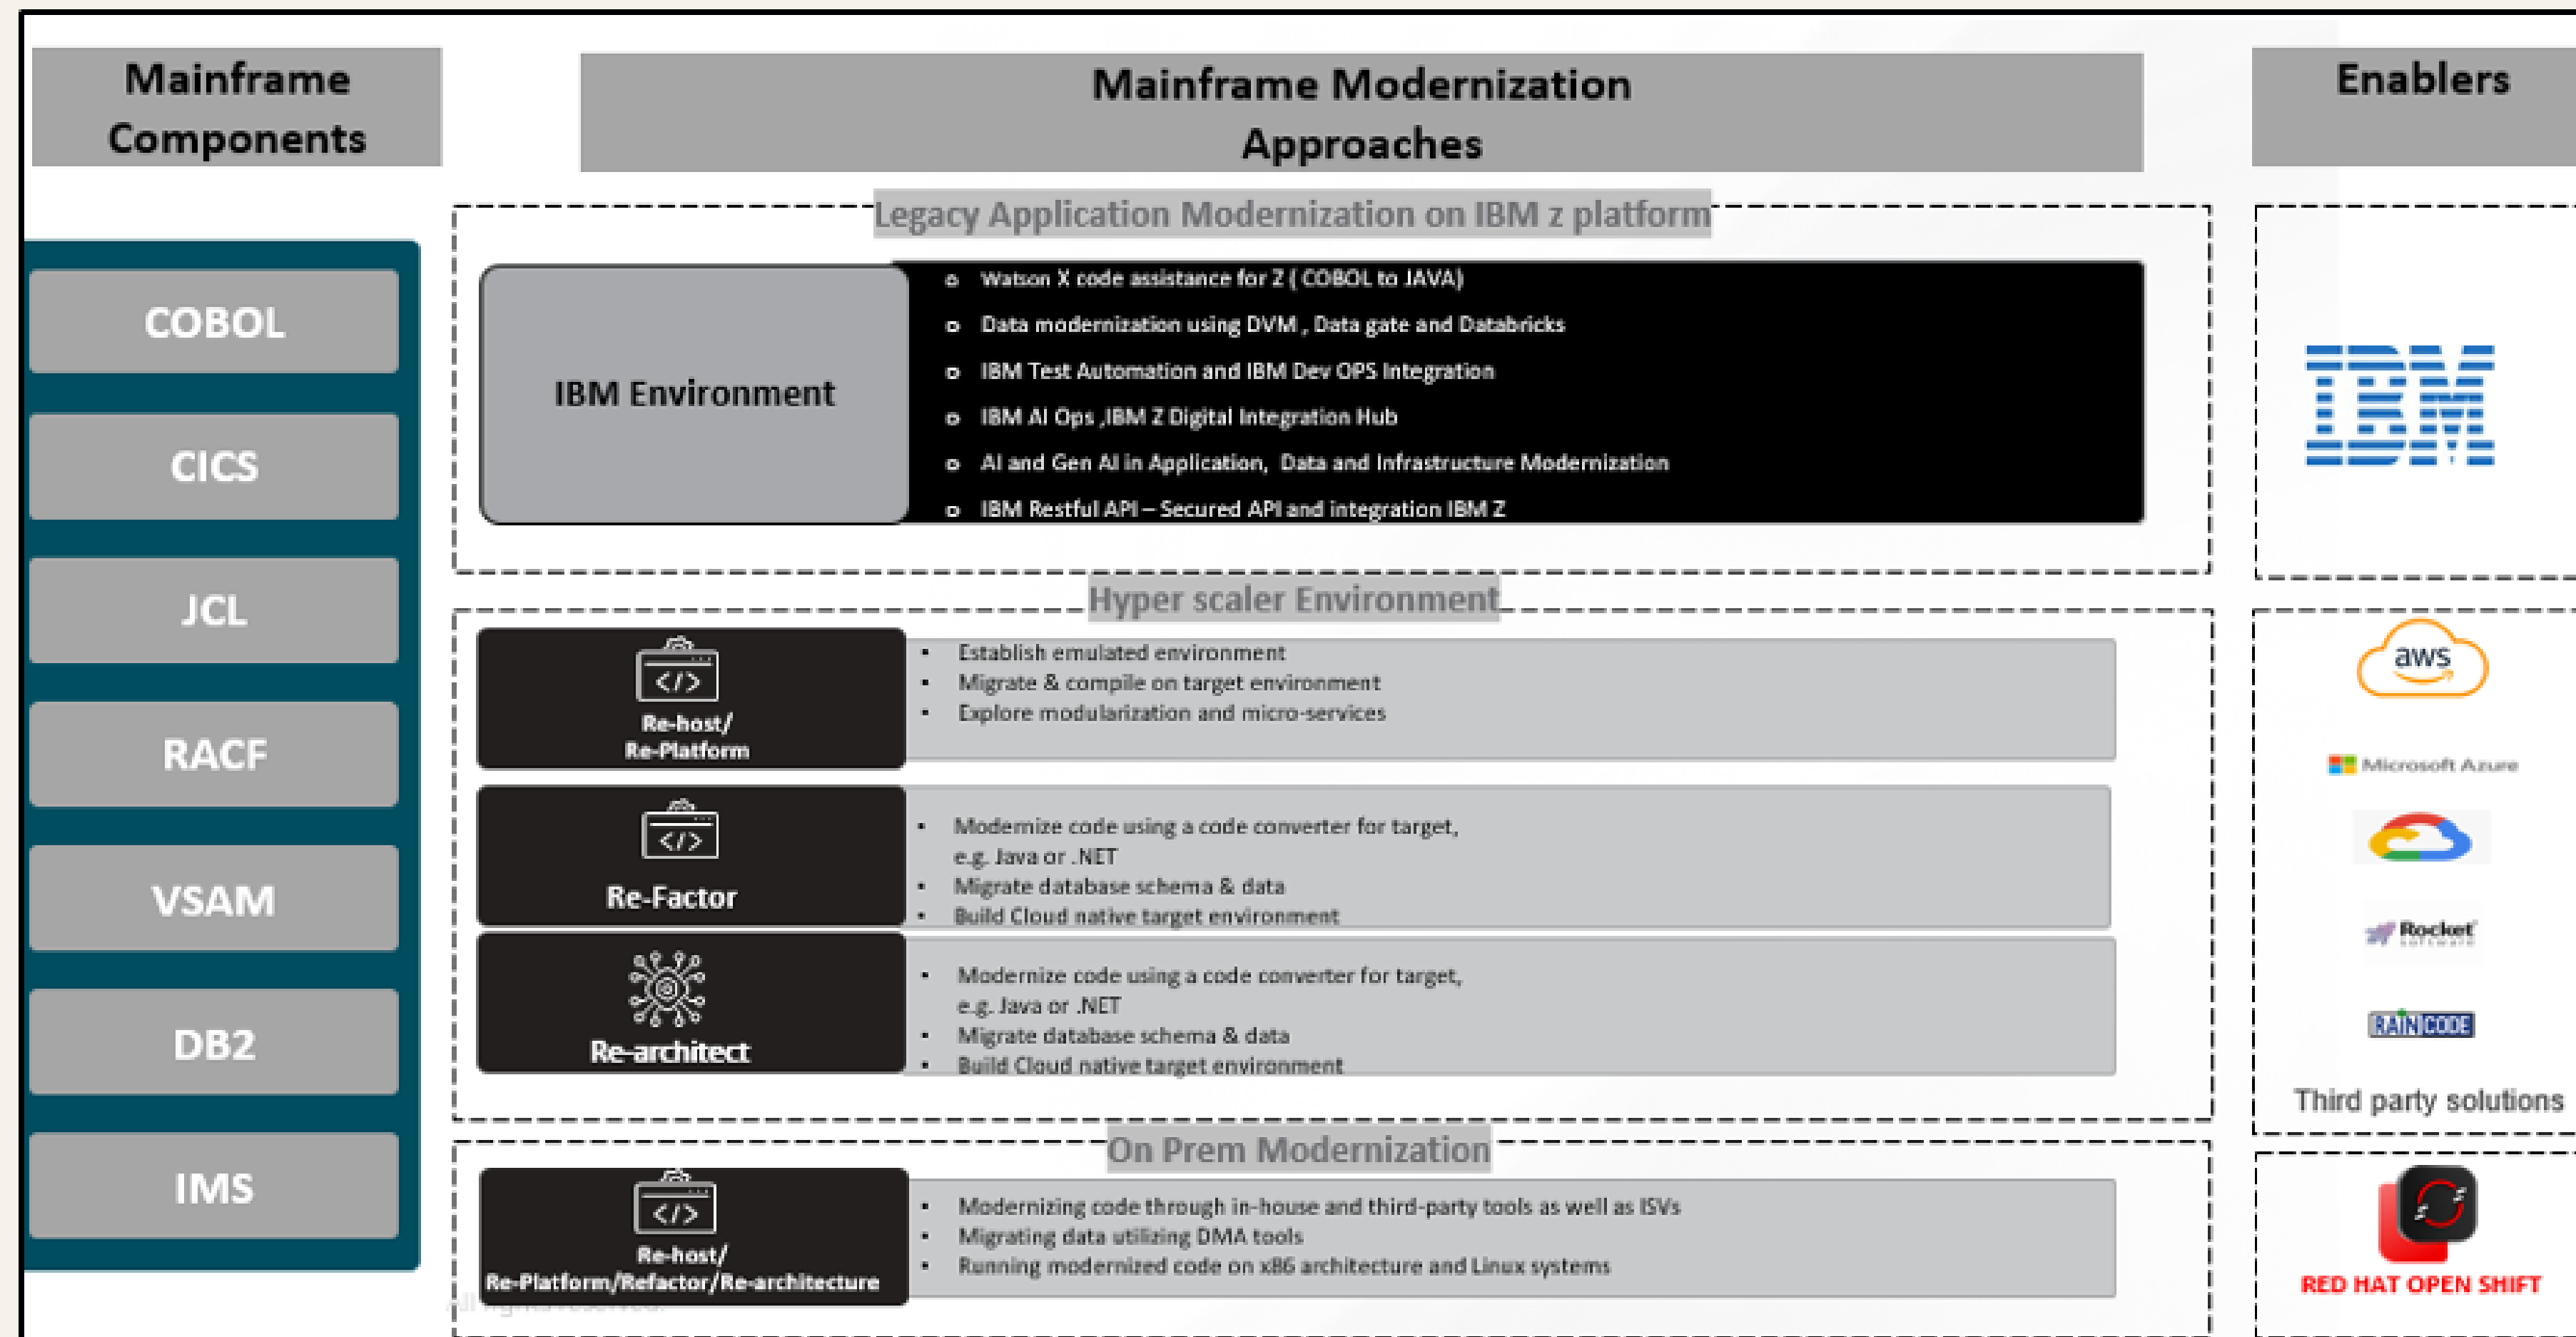 Mainframe
Components
Mainframe Modernization
Approaches
Enablers
COBOL
CICS
JCL
RACF
VSAM
DB2
IMS
Legacy Application Modernization on IBM z platform
IBM Environment
o Watson X code assistance for Z ( COBOL to JAVA)
o Data modernization using DVM , Data gate and Databricks
o IBM Test Automation and IBM Dev OPS Integration
o IBM AI Ops ,IBM Z Digital Integration Hub
o AI and Gen AI in Application, Data and Infrastructure Modernization
o IBM Restful API – Secured API and integration IBM Z
IBM
Hyper scaler Environment
Re-host/
Re-Platform
• Establish emulated environment
• Migrate & compile on target environment
• Explore modularization and micro-services
Re-Factor
• Modernize code using a code converter for target,
e.g. Java or .NET
• Migrate database schema & data
• Build Cloud native target environment
Re-architect
• Modernize code using a code converter for target,
e.g. Java or .NET
• Migrate database schema & data
• Build Cloud native target environment
aws
Microsoft Azure
Rocket
software
RAINCODE
Third party solutions
On Prem Modernization
Re-host/
Re-Platform/Refactor/Re-architecture
• Modernizing code through in-house and third-party tools as well as ISVs
• Migrating data utilizing DMA tools
• Running modernized code on x86 architecture and Linux systems
RED HAT OPEN SHIFT
All rights reserved.